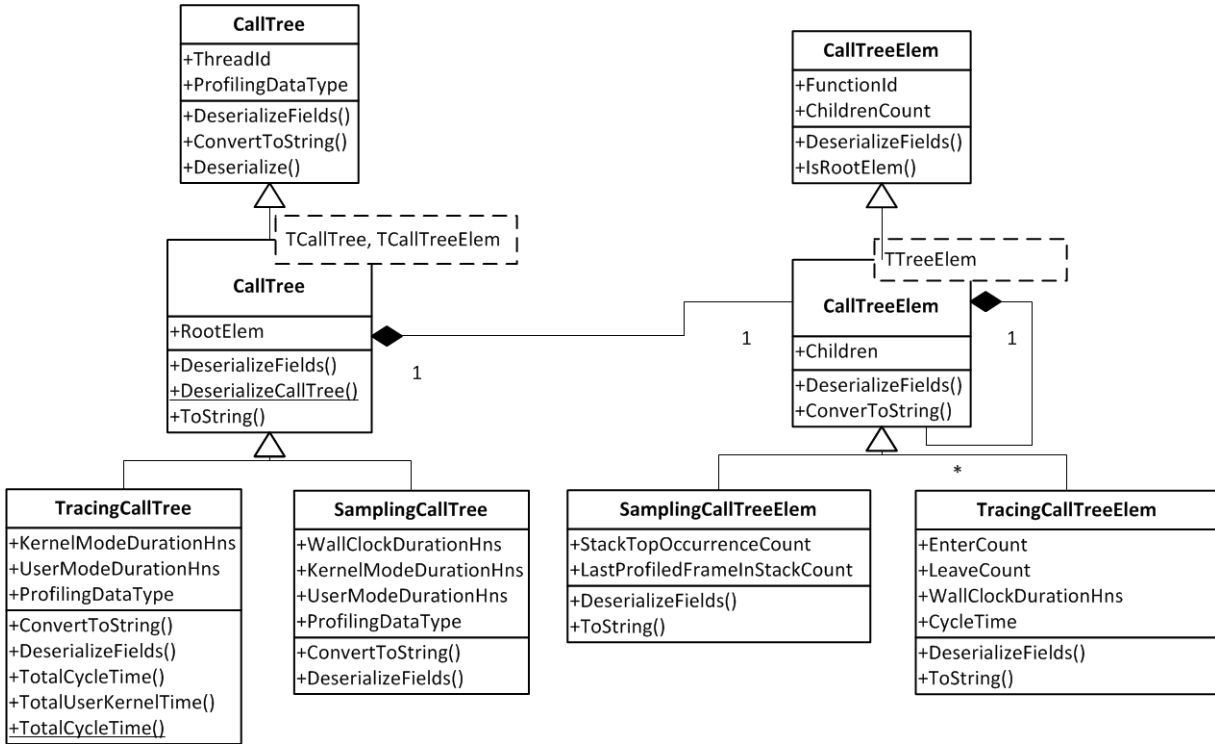 CallTree
+ThreadId
+ProfilingDataType
+DeserializeFields()
+ConvertToString()
+Deserialize()
CallTreeElem
+FunctionId
+ChildrenCount
+DeserializeFields()
+IsRootElem()
TCallTree, TCallTreeElem
CallTree
+RootElem
+DeserializeFields()
+DeserializeCallTree()
+ToString()
1
1
TTreeElem
CallTreeElem
+Children
+DeserializeFields()
+ConverToString()
1
*
TracingCallTree
+KernelModeDurationHns
+UserModeDurationHns
+ProfilingDataType
+ConvertToString()
+DeserializeFields()
+TotalCycleTime()
+TotalUserKernelTime()
+TotalCycleTime()
SamplingCallTree
+WallClockDurationHns
+KernelModeDurationHns
+UserModeDurationHns
+ProfilingDataType
+ConvertToString()
+DeserializeFields()
SamplingCallTreeElem
+StackTopOccurrenceCount
+LastProfiledFrameInStackCount
+DeserializeFields()
+ToString()
TracingCallTreeElem
+EnterCount
+LeaveCount
+WallClockDurationHns
+CycleTime
+DeserializeFields()
+ToString()